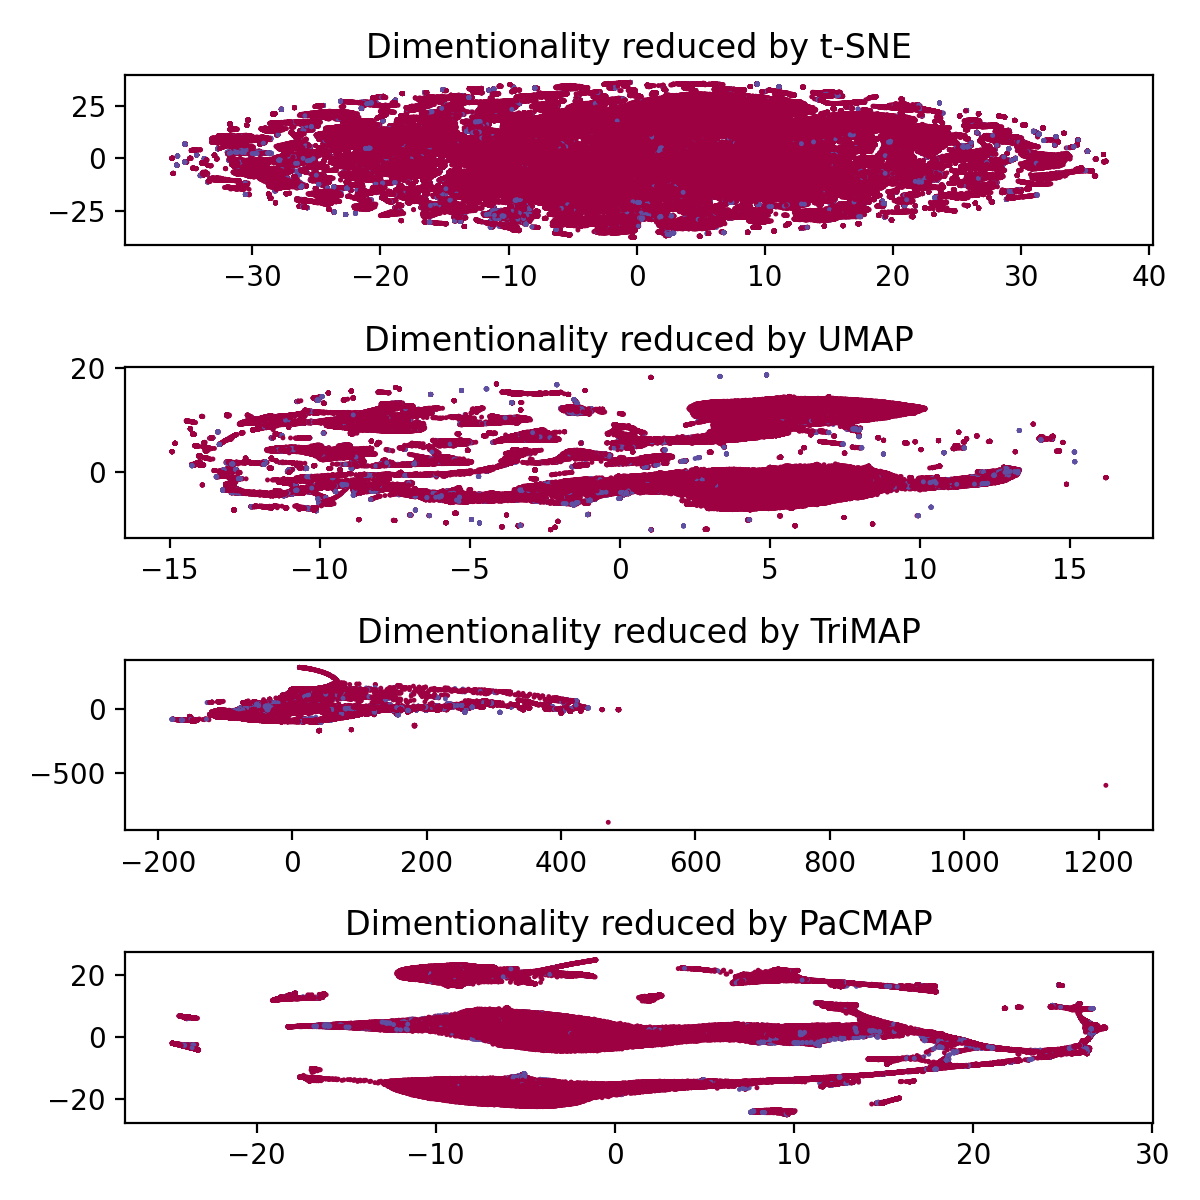 Dimentionality reduced by t-SNE
25
0
−25
−30 −20 −10 0 10 20 30 40
Dimentionality reduced by UMAP
20
0
−15 −10 −5 0 5 10 15
Dimentionality reduced by TriMAP
0
−500
−200 0 200 400 600 800 1000 1200
Dimentionality reduced by PaCMAP
20
0
−20
−20 −10 0 10 20 30